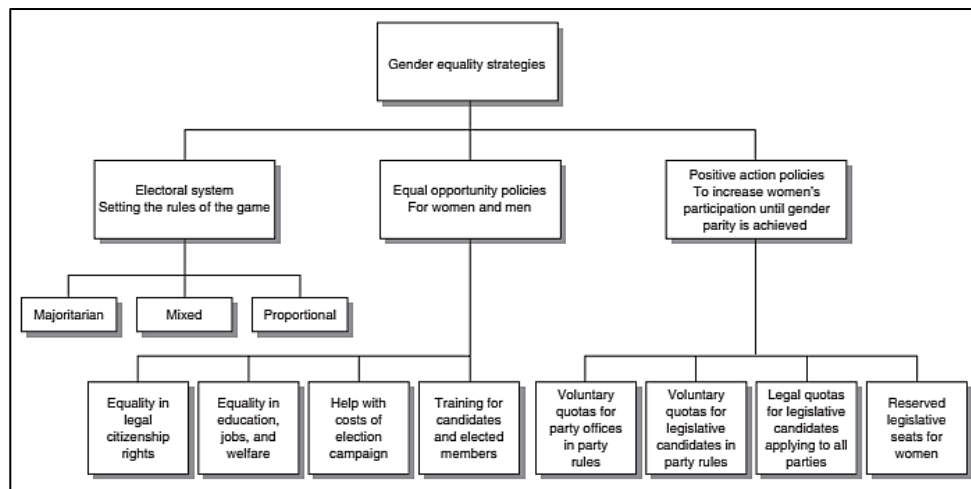 Gender equality strategies
Electoral system
Setting the rules of the game
Equal opportunity policies
For women and men
Positive action policies
To increase women's
participation until gender
parity is achieved
Majoritarian
Mixed
Proportional
Equality in
legal
citizenship
rights
Equality in
education,
jobs, and
welfare
Help with
costs of
election
campaign
Training for
candidates
and elected
members
Voluntary
quotas for
party offices
in party
rules
Voluntary
quotas for
legislative
candidates in
party rules
Legal quotas
for legislative
candidates
applying to all
parties
Reserved
legislative
seats for
women